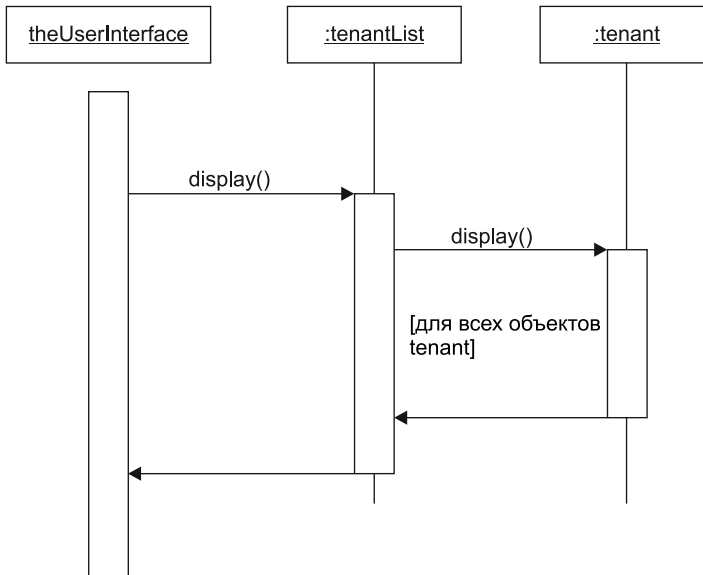 theUserInterface
:tenantList
:tenant
display()
display()
[для всех объектов
tenant]